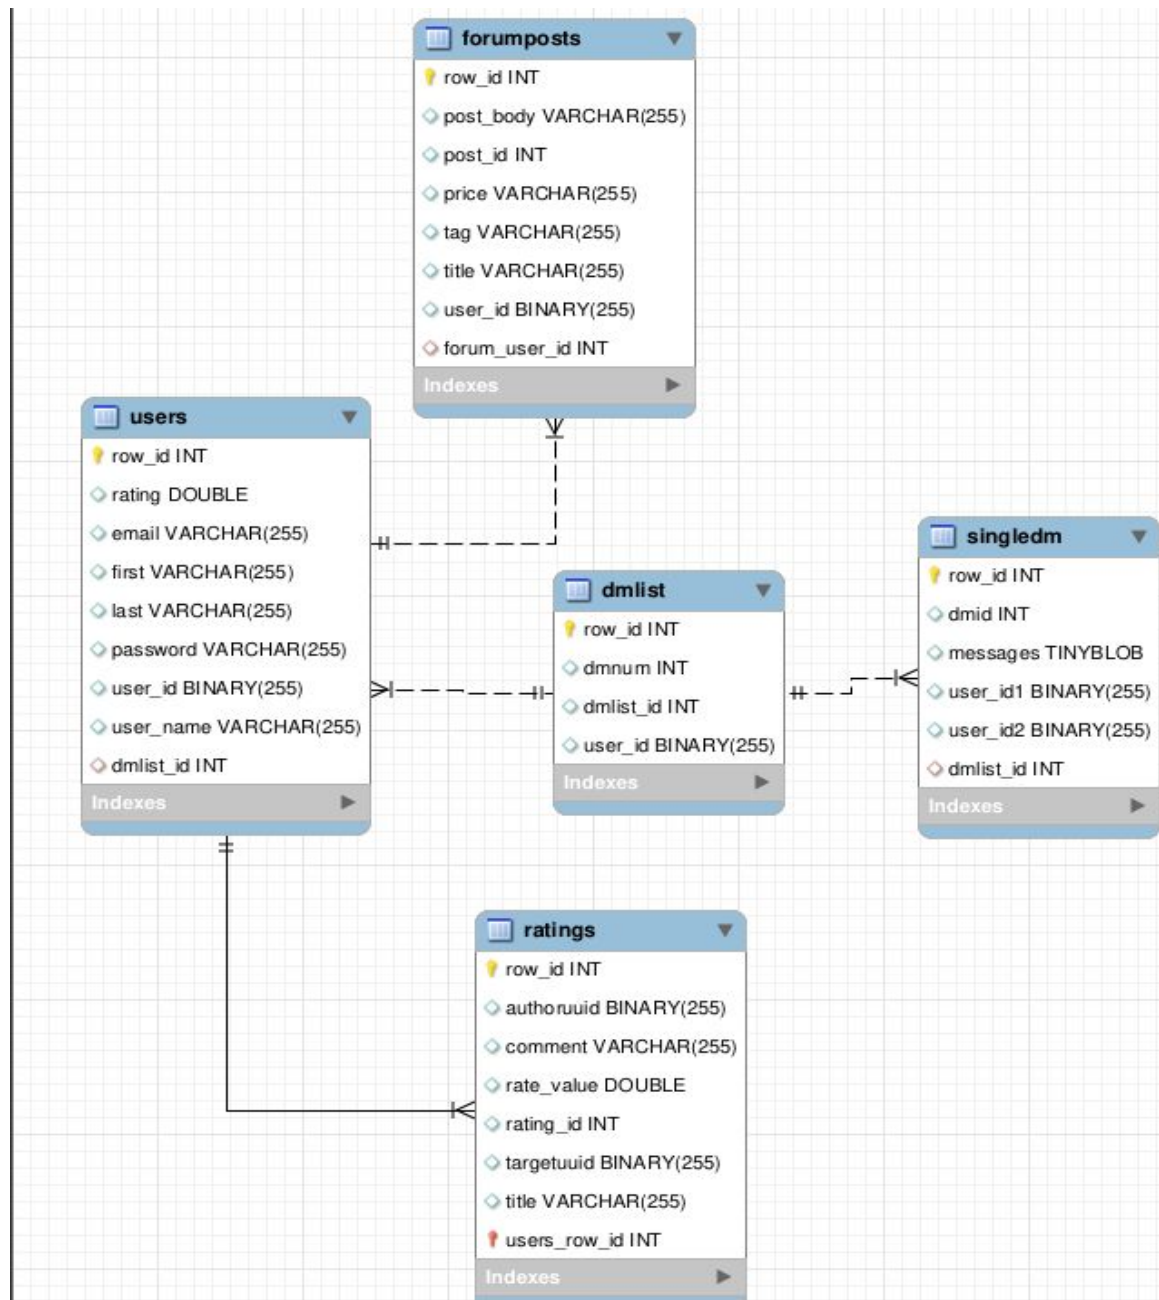 forumposts
row_id INT
post_body VARCHAR(255)
post_id INT
price VARCHAR(255)
tag VARCHAR(255)
title VARCHAR(255)
user_id BINARY(255)
forum_user_id INT
Indexes
users
row_id INT
rating DOUBLE
email VARCHAR(255)
first VARCHAR(255)
last VARCHAR(255)
password VARCHAR(255)
user_id BINARY(255)
user_name VARCHAR(255)
dmlist_id INT
Indexes
dmlist
row_id INT
dmnum INT
dmlist_id INT
user_id BINARY(255)
Indexes
singledm
row_id INT
dmid INT
messages TINYBLOB
user_id1 BINARY(255)
user_id2 BINARY(255)
dmlist_id INT
Indexes
ratings
row_id INT
authoruuid BINARY(255)
comment VARCHAR(255)
rate_value DOUBLE
rating_id INT
targetuuid BINARY(255)
title VARCHAR(255)
users_row_id INT
Indexes